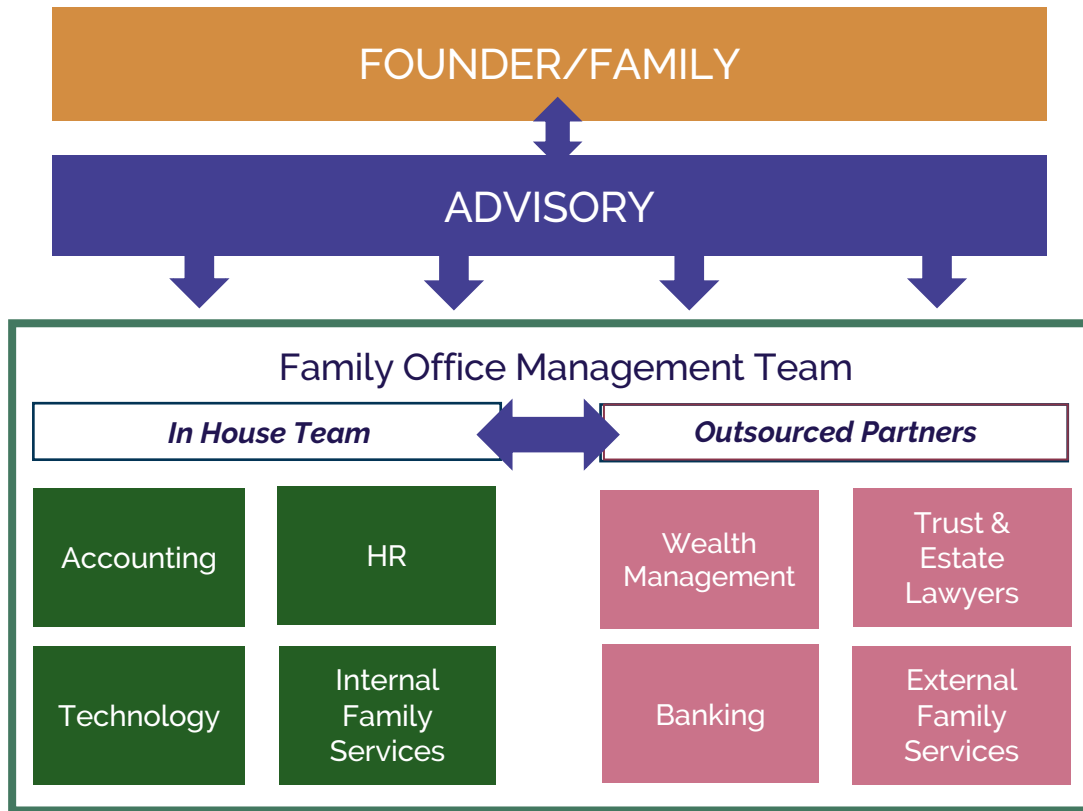 FOUNDER/FAMILY
ADVISORY
Family Office Management Team
In House Team
Outsourced Partners
Accounting
HR
Wealth
Management
Trust &
Estate
Lawyers
Technology
Internal
Family
Services
Banking
External
Family
Services